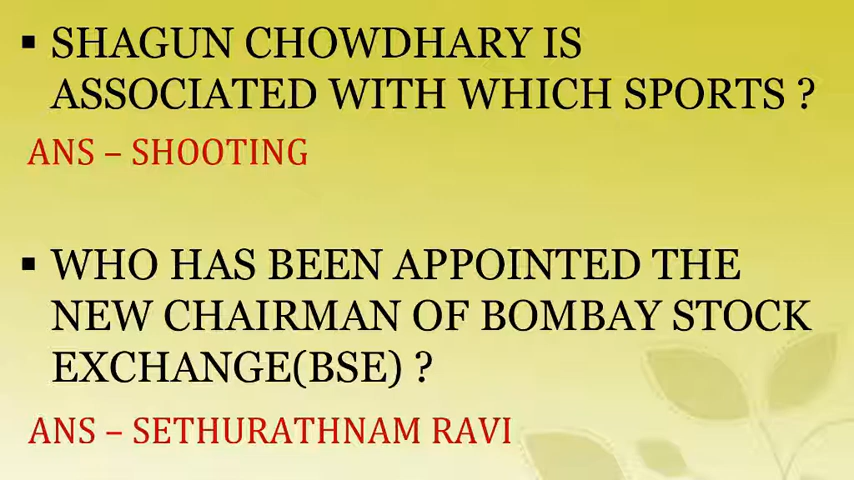 ▪ SHAGUN CHOWDHARY IS
ASSOCIATED WITH WHICH SPORTS ?
ANS – SHOOTING
▪ WHO HAS BEEN APPOINTED THE
NEW CHAIRMAN OF BOMBAY STOCK
EXCHANGE(BSE) ?
ANS – SETHURATHNAM RAVI